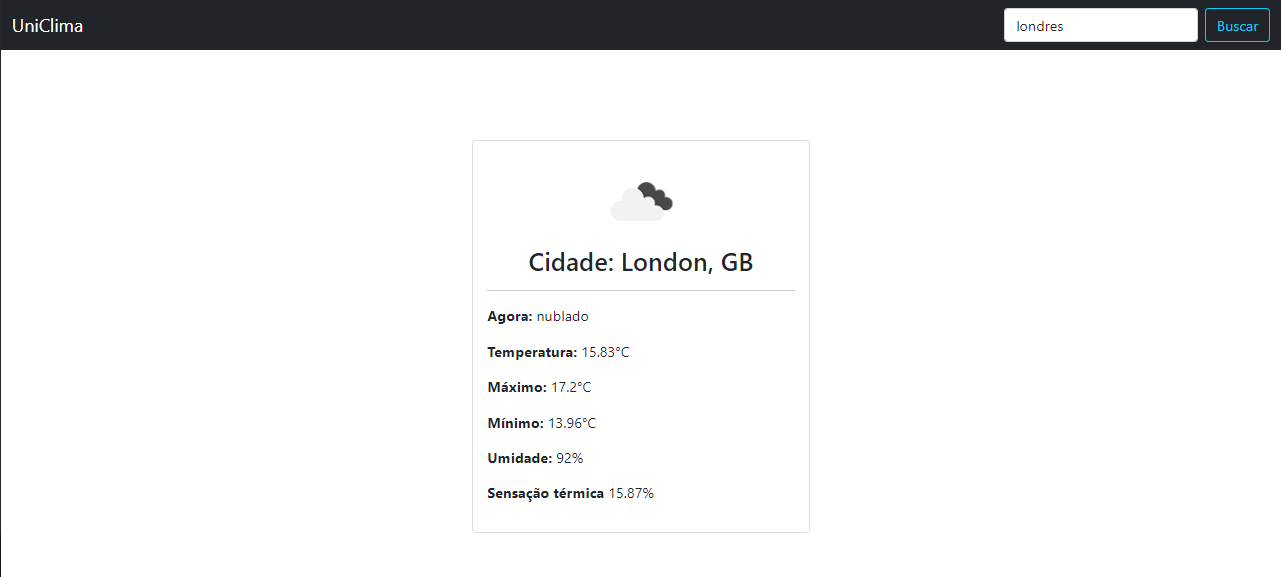 UniClima
londres
Buscar
Cidade: London, GB
Agora: nublado
Temperatura: 15.83°C
Máximo: 17.2°C
Mínimo: 13.96°C
Umidade: 92%
Sensação térmica 15.87%